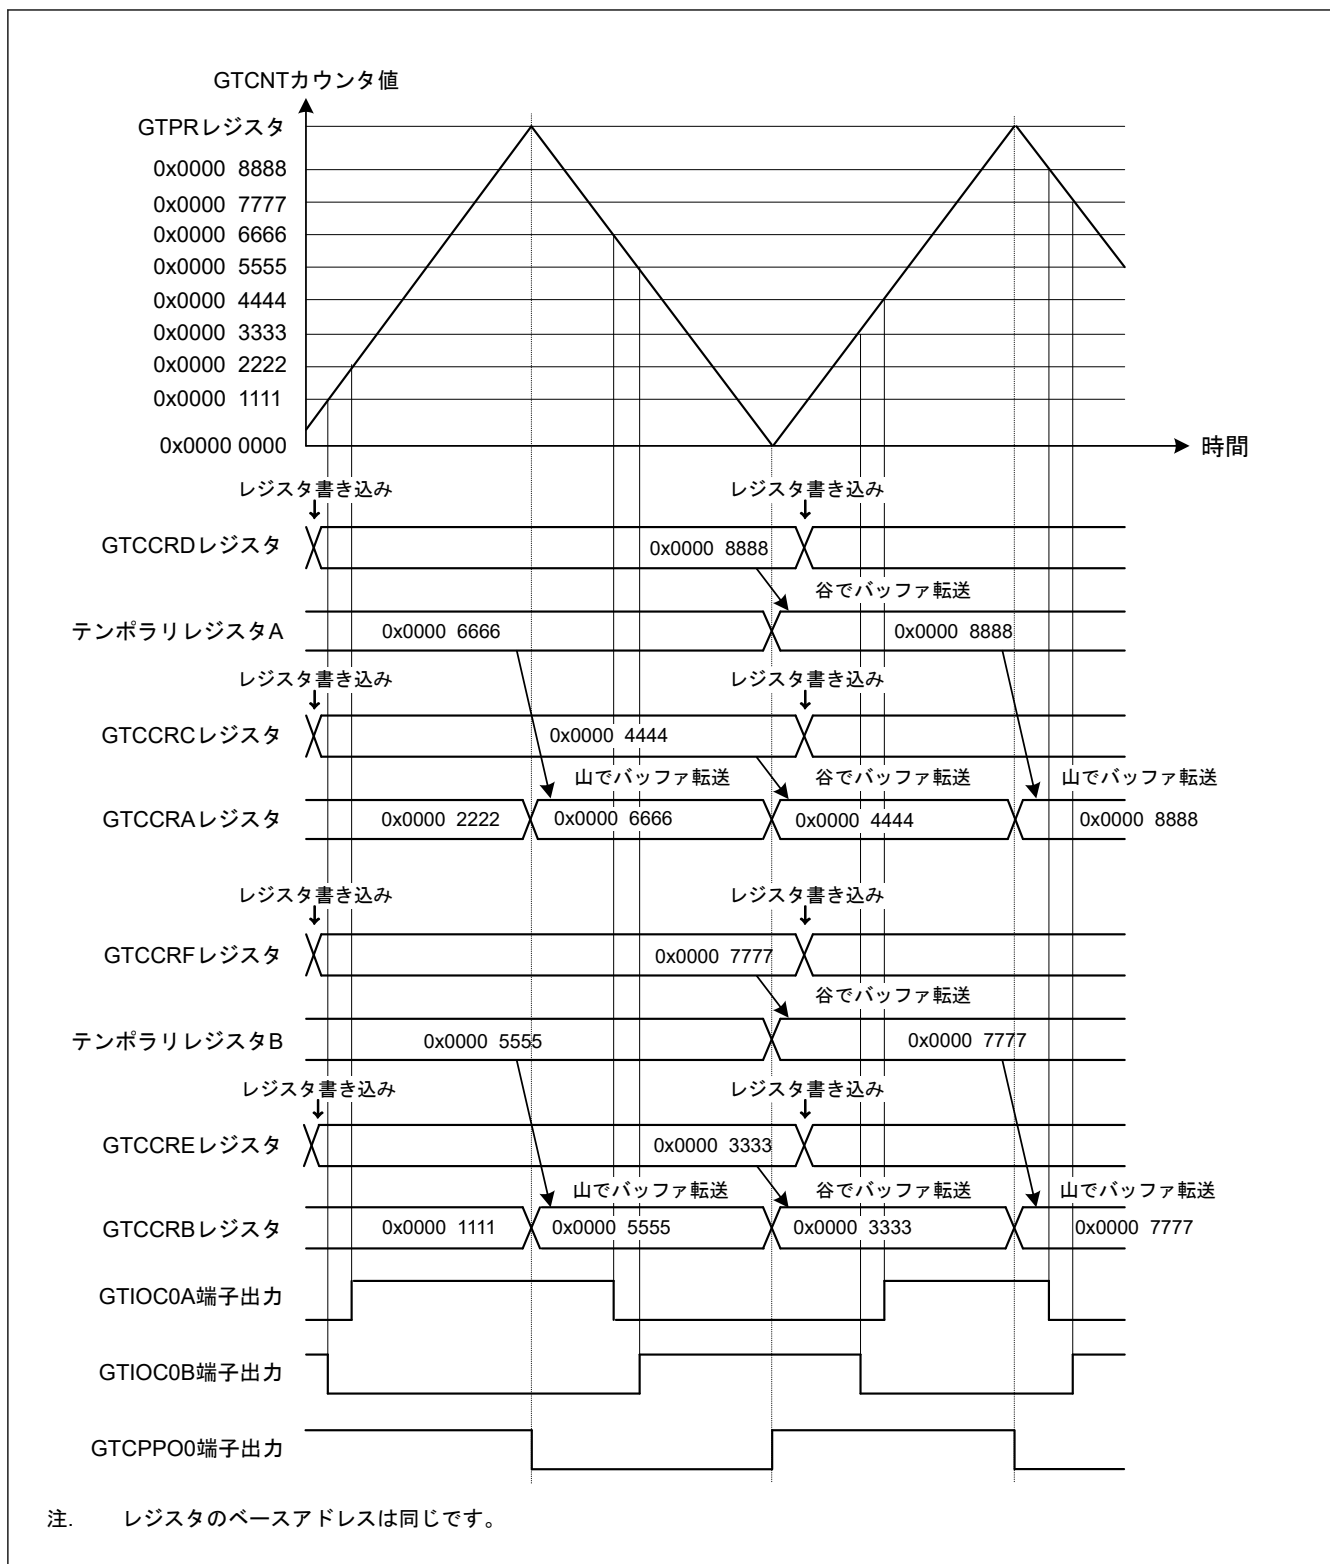 GTCNTカウンタ値
GTPRレジスタ
0x0000 8888
0x0000 7777
0x0000 6666
0x0000 5555
0x0000 4444
0x0000 3333
0x0000 2222
0x0000 1111
0x0000 0000
時間
レジスタ書き込み レジスタ書き込み
GTCCRDレジスタ 0x0000 8888
谷でバッファ転送
テンポラリレジスタA 0x0000 6666 0x0000 8888
レジスタ書き込み レジスタ書き込み
GTCCRCレジスタ 0x0000 4444
山でバッファ転送 谷でバッファ転送 山でバッファ転送
GTCCRAレジスタ 0x0000 2222 0x0000 6666 0x0000 4444 0x0000 8888
レジスタ書き込み レジスタ書き込み
GTCCRFレジスタ 0x0000 7777
谷でバッファ転送
テンポラリレジスタB 0x0000 5555 0x0000 7777
レジスタ書き込み レジスタ書き込み
GTCCREレジスタ 0x0000 3333
山でバッファ転送 谷でバッファ転送 山でバッファ転送
GTCCRBレジスタ 0x0000 1111 0x0000 5555 0x0000 3333 0x0000 7777
GTIOC0A端子出力
GTIOC0B端子出力
GTCPPO0端子出力
注. レジスタのベースアドレスは同じです。